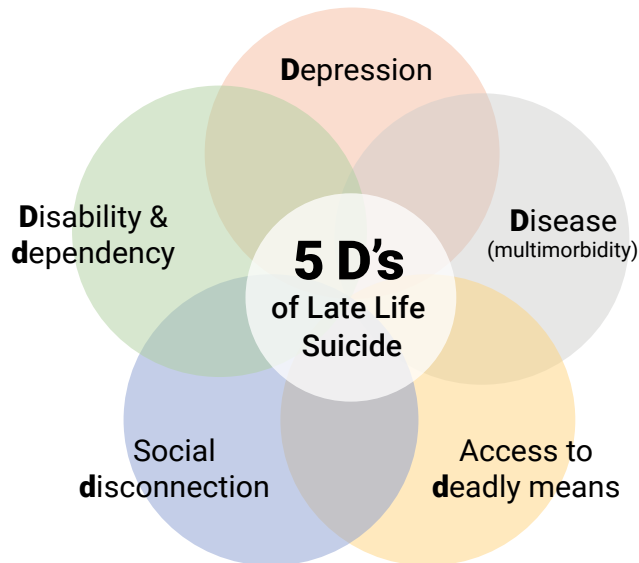 Depression
Disability &
dependency
Disease
(multimorbidity)
5 D's
of Late Life
Suicide
Social
disconnection
Access to
deadly means